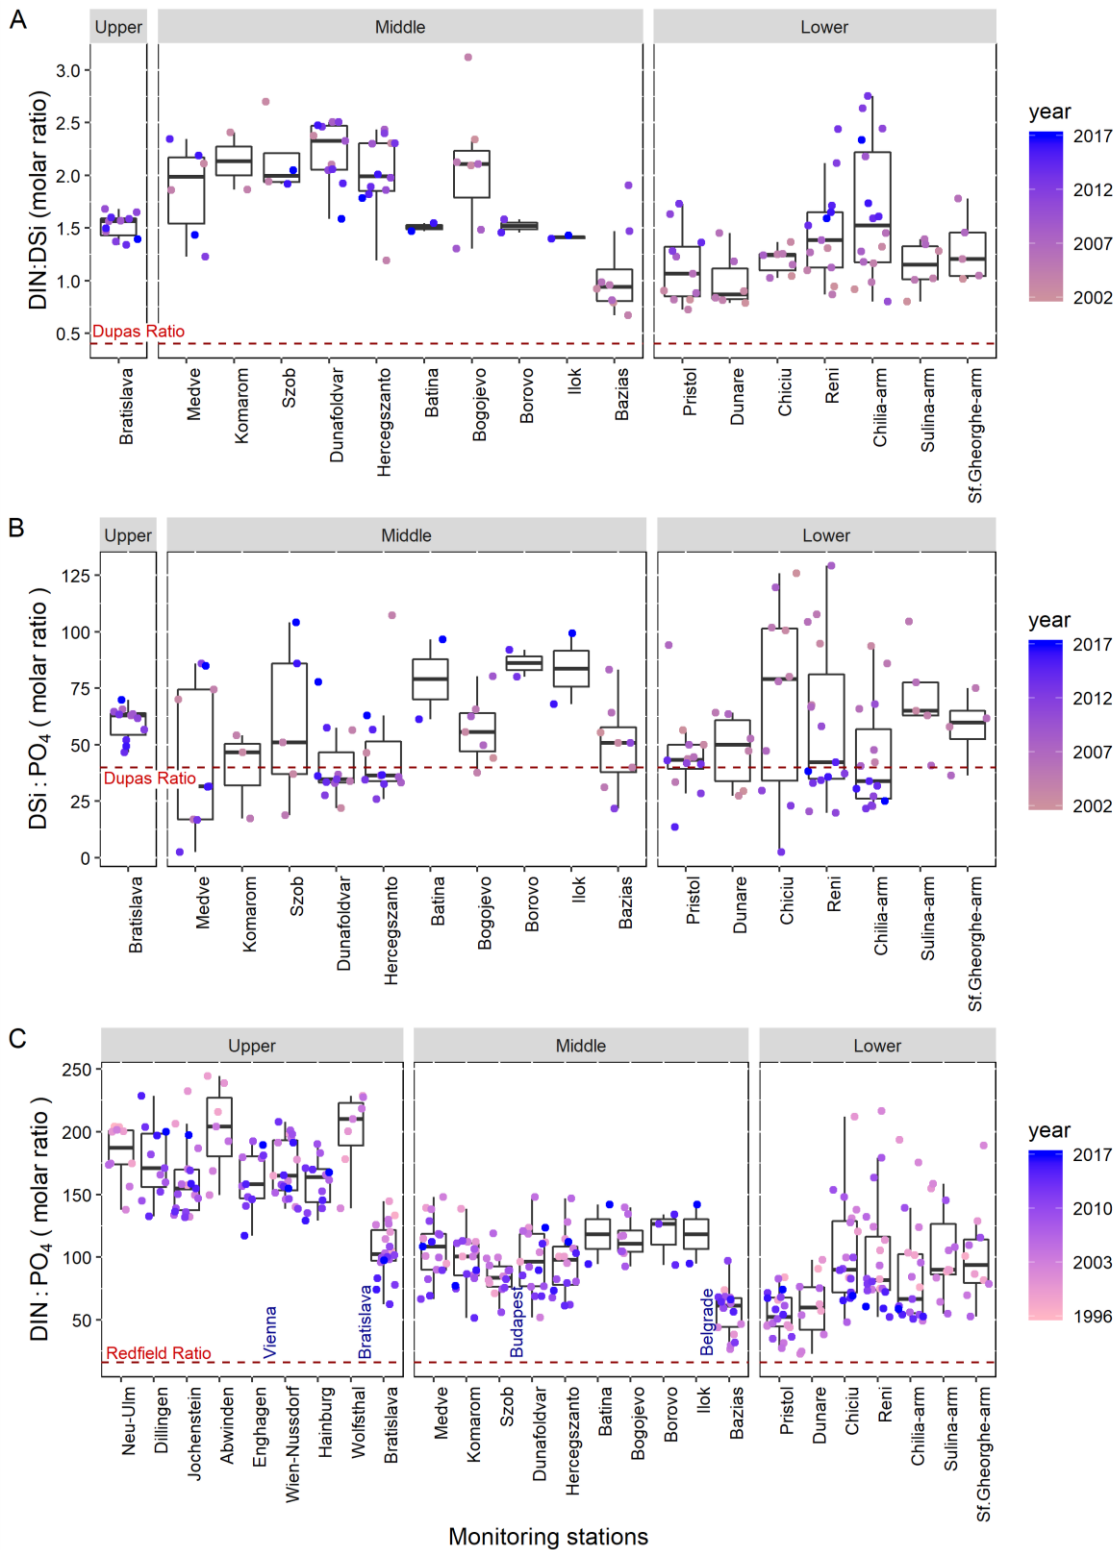 A
Upper
Middle
Lower
DIN:DSi (molar ratio)
3.0
2.5
2.0
1.5
1.0
0.5
Dupas Ratio
Bratislava
Medve
Komarom
Szob
Dunafoldvar
Hercegszanto
Batina
Bogojevo
Borovo
Ilok
Bazias
Pristol
Dunare
Chiciu
Reni
Chilia-arm
Sulina-arm
Sf.Gheorghe-arm
year
2017
2012
2007
2002
B
Upper
Middle
Lower
DSi : PO4 ( molar ratio )
125
100
75
50
25
0
Dupas Ratio
Bratislava
Medve
Komarom
Szob
Dunafoldvar
Hercegszanto
Batina
Bogojevo
Borovo
Ilok
Bazias
Pristol
Dunare
Chiciu
Reni
Chilia-arm
Sulina-arm
Sf.Gheorghe-arm
year
2017
2012
2007
2002
C
Upper
Middle
Lower
DIN : PO4 ( molar ratio )
250
200
150
100
50
Redfield Ratio
Vienna
Bratislava
Budapest
Belgrade
Neu-Ulm
Dillingen
Jochenstein
Abwinden
Enghagen
Wien-Nussdorf
Hainburg
Wolfsthal
Bratislava
Medve
Komarom
Szob
Dunafoldvar
Hercegszanto
Batina
Bogojevo
Borovo
Ilok
Bazias
Pristol
Dunare
Chiciu
Reni
Chilia-arm
Sulina-arm
Sf.Gheorghe-arm
year
2017
2010
2003
1996
Monitoring stations